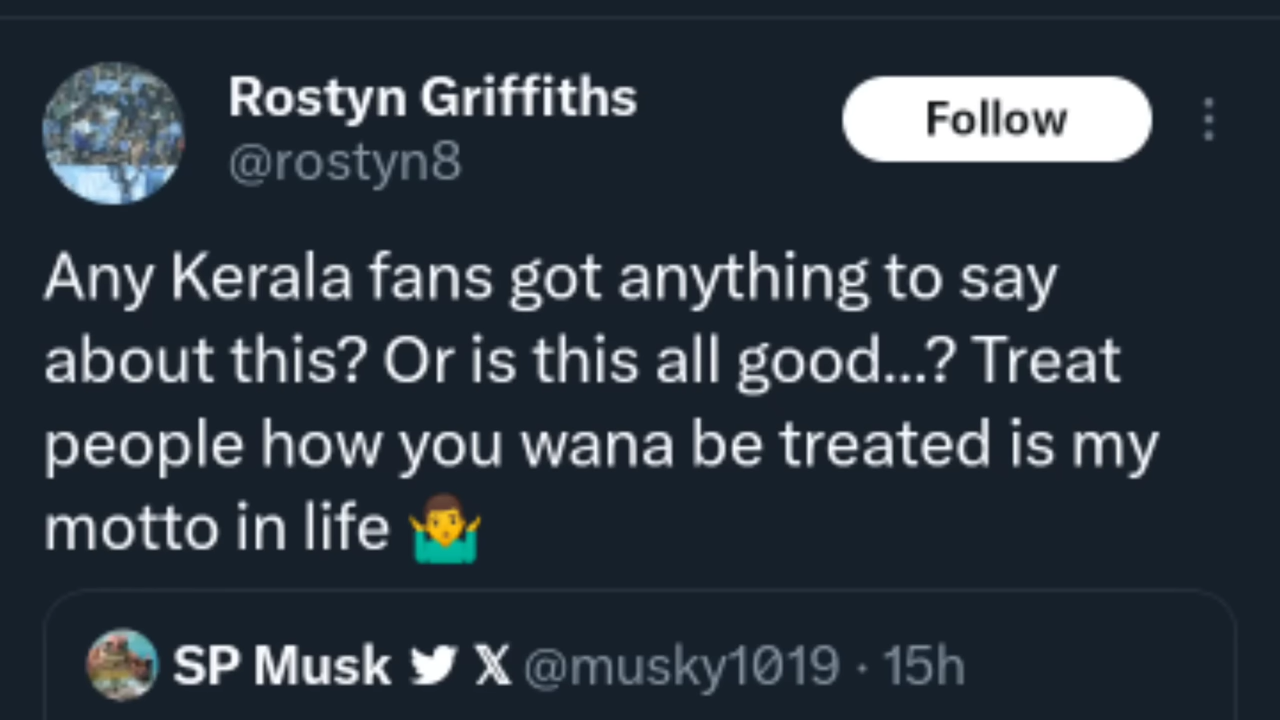 Rostyn Griffiths
Follow
@rostyn8
Any Kerala fans got anything to say
about this? Or is this all good...? Treat
people how you wana be treated is my
motto in life 🤷‍♂️
SP Musk 𝕏 @musky1019 · 15h